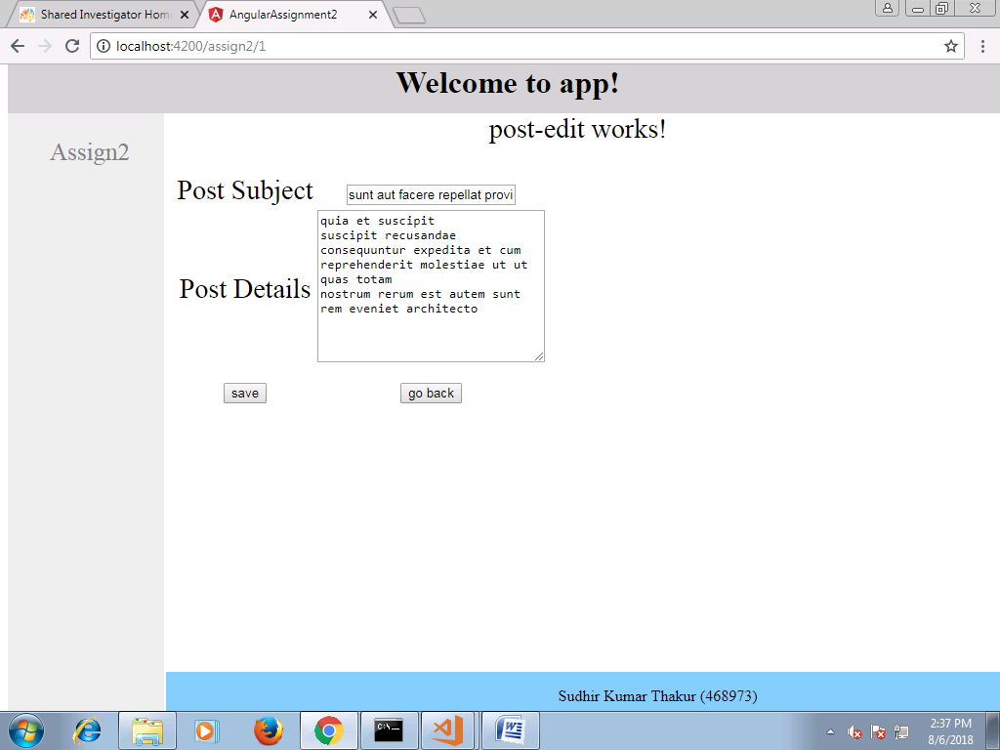 Shared Investigator Hom
AngularAssignment2
localhost:4200/assign2/1
Welcome to app!
Assign2
post-edit works!
Post Subject
sunt aut facere repellat provi
Post Details
quia et suscipit
suscipit recusandae
consequuntur expedita et cum
reprehenderit molestiae ut ut
quas totam
nostrum rerum est autem sunt
rem eveniet architecto
save
go back
Sudhir Kumar Thakur (468973)
C:\_
2:37 PM
8/6/2018